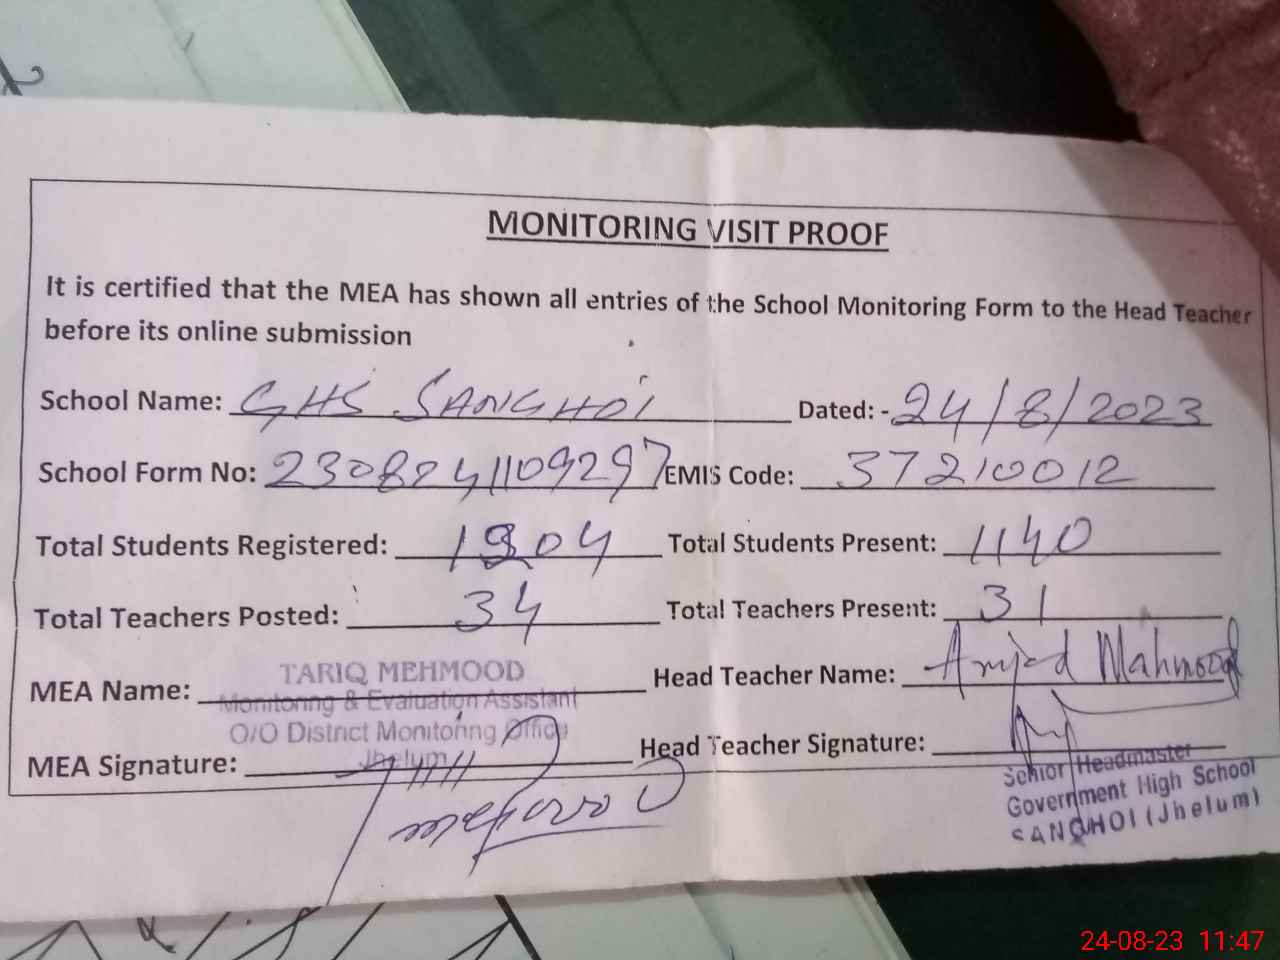 MONITORING VISIT PROOF
It is certified that the MEA has shown all entries of the School Monitoring Form to the Head Teacher
before its online submission
School Name: GHS SANGHOI Dated: - 24/8/2023
School Form No: 2308241109297 EMIS Code: 37210012
Total Students Registered: 1304 Total Students Present: 1140
Total Teachers Posted: 34 Total Teachers Present: 31
MEA Name: TARIQ MEHMOOD Head Teacher Name: Amjad Mahmood
Monitoring & Evaluation Assistant
O/O District Monitoring Office
Jhelum
MEA Signature: Head Teacher Signature:
Senior Headmaster
Government High School
SANGHOI (Jhelum)
24-08-23 11:47